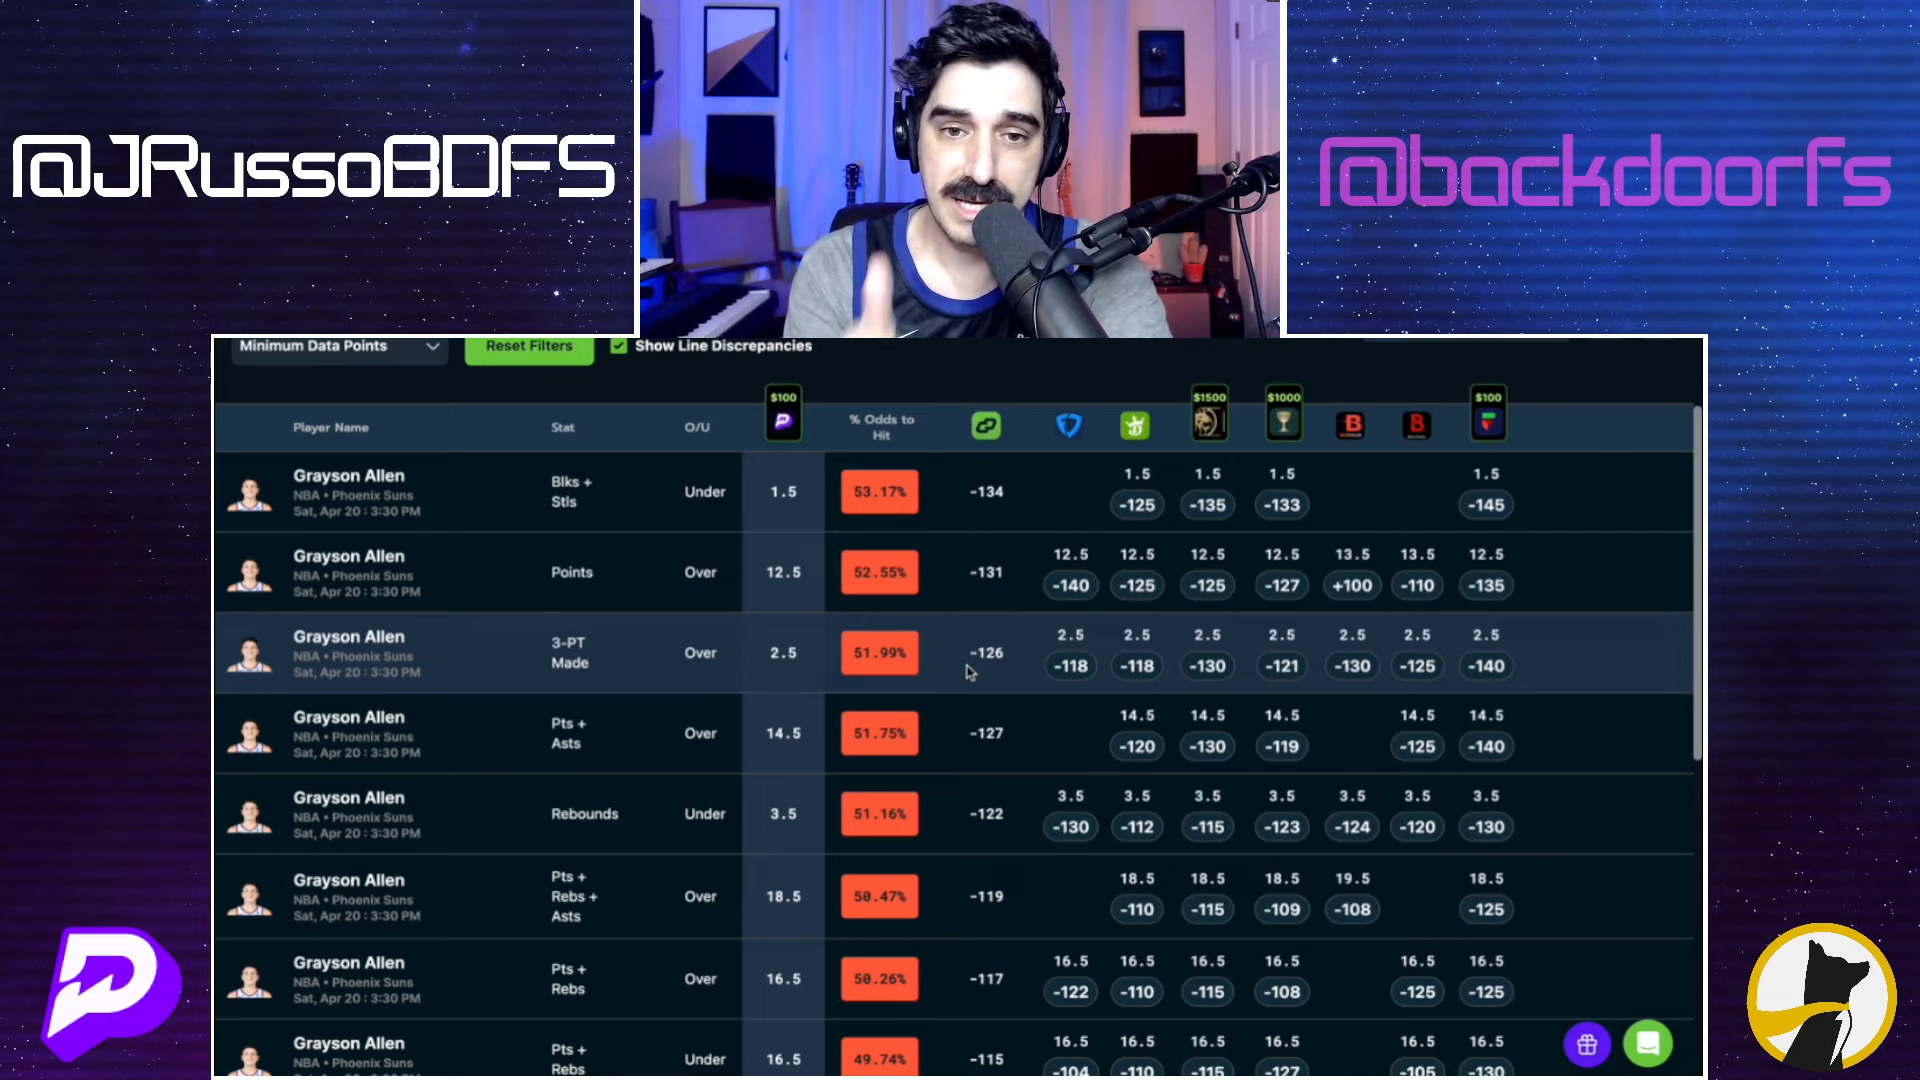 @JRussoBDFS
@backdoorfs
Minimum Data Points
Reset Filters
Show Line Discrepancies
$100
$1500
$1000
$100
Player Name
Stat
O/U
% Odds to
Hit
Grayson Allen
NBA • Phoenix Suns
Sat, Apr 20 : 3:30 PM
Blks +
Stls
Under
1.5
53.17%
-134
1.5 1.5 1.5 1.5
-125 -135 -133 -145
Grayson Allen
NBA • Phoenix Suns
Sat, Apr 20 : 3:30 PM
Points
Over
12.5
52.55%
-131
12.5 12.5 12.5 12.5 13.5 13.5 12.5
-140 -125 -125 -127 +100 -110 -135
Grayson Allen
NBA • Phoenix Suns
Sat, Apr 20 : 3:30 PM
3-PT
Made
Over
2.5
51.99%
-126
2.5 2.5 2.5 2.5 2.5 2.5 2.5
-118 -118 -130 -121 -130 -125 -140
Grayson Allen
NBA • Phoenix Suns
Sat, Apr 20 : 3:30 PM
Pts +
Asts
Over
14.5
51.75%
-127
14.5 14.5 14.5 14.5 14.5
-120 -130 -119 -125 -140
Grayson Allen
NBA • Phoenix Suns
Sat, Apr 20 : 3:30 PM
Rebounds
Under
3.5
51.16%
-122
3.5 3.5 3.5 3.5 3.5 3.5 3.5
-130 -112 -115 -123 -124 -120 -130
Grayson Allen
NBA • Phoenix Suns
Sat, Apr 20 : 3:30 PM
Pts +
Rebs +
Asts
Over
18.5
50.47%
-119
18.5 18.5 18.5 19.5 18.5
-110 -115 -109 -108 -125
Grayson Allen
NBA • Phoenix Suns
Sat, Apr 20 : 3:30 PM
Pts +
Rebs
Over
16.5
50.26%
-117
16.5 16.5 16.5 16.5 16.5 16.5
-122 -110 -115 -108 -125 -125
Grayson Allen
NBA • Phoenix Suns
Pts +
Rebs
Under
16.5
49.74%
-115
16.5 16.5 16.5 16.5 16.5 16.5
-104 -110 -115 -127 -105 -130